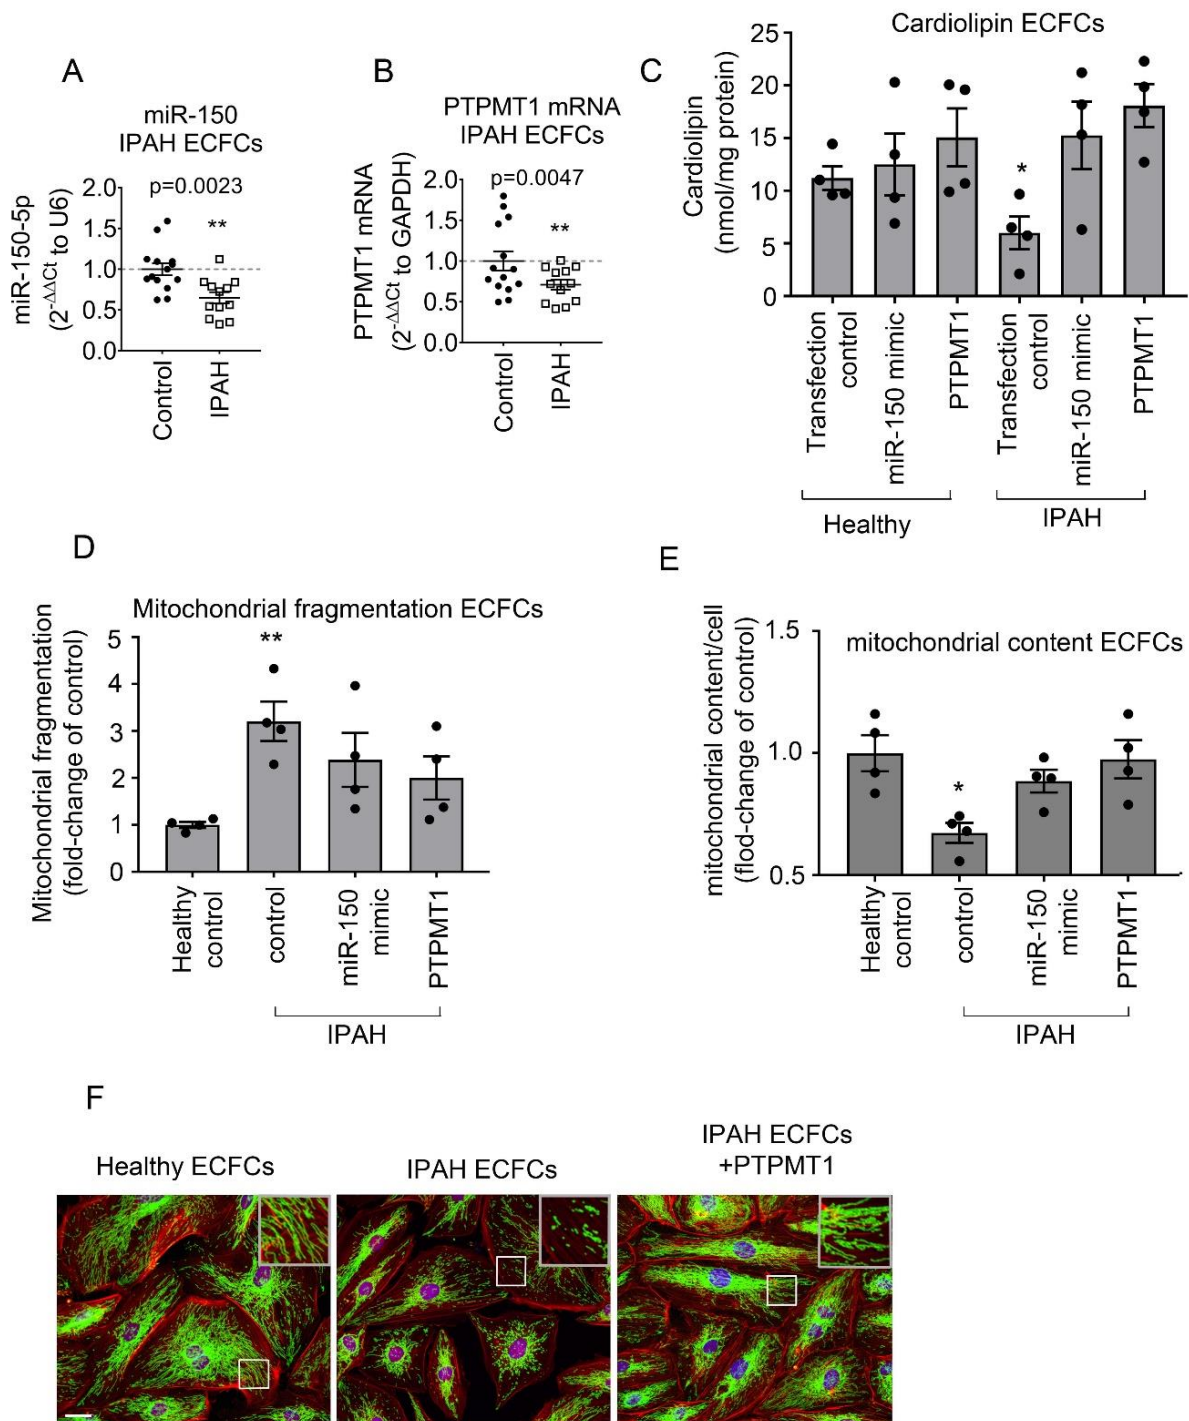 A
miR-150
IPAH ECFCs
miR-150-5p
(2-ΔΔCt to U6)
2.0
1.5
1.0
0.5
0.0
p=0.0023
**
Control
IPAH
B
PTPMT1 mRNA
IPAH ECFCs
PTPMT1 mRNA
(2-ΔΔCt to GAPDH)
2.0
1.5
1.0
0.5
0.0
p=0.0047
**
Control
IPAH
C
Cardiolipin ECFCs
Cardiolipin
(nmol/mg protein)
25
20
15
10
5
0
*
Transfection
control
miR-150 mimic
PTPMT1
Transfection
control
miR-150 mimic
PTPMT1
Healthy
IPAH
D
Mitochondrial fragmentation ECFCs
Mitochondrial fragmentation
(fold-change of control)
5
4
3
2
1
0
**
Healthy
control
control
miR-150
mimic
PTPMT1
IPAH
E
mitochondrial content ECFCs
mitochondrial content/cell
(flod-change of control)
1.5
1.0
0.5
*
Healthy
control
control
miR-150
mimic
PTPMT1
IPAH
F
Healthy ECFCs
IPAH ECFCs
IPAH ECFCs
+PTPMT1